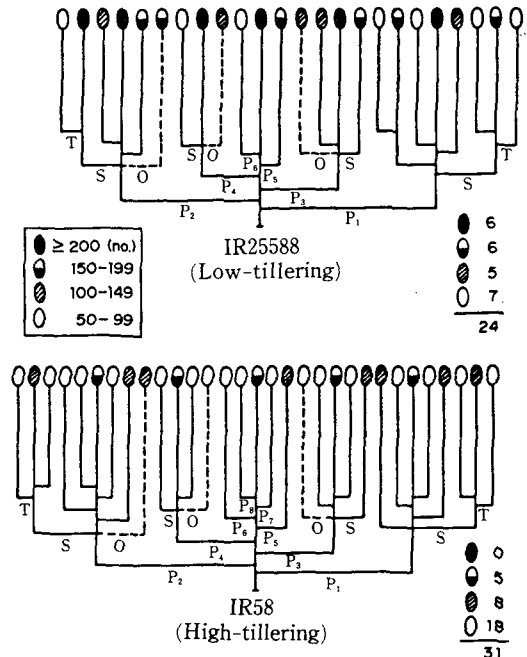 T
S O
S O
P₆ P₅
O S
S
T
P₄
P₂
P₃
P₁
IR25588
(Low-tillering)
≥ 200 (no.)
150-199
100-149
50-99
6
6
5
7
24
T
S O
S O
P₈ P₇
P₆ P₅
O S
S
T
P₄
P₂
P₃
P₁
IR58
(High-tillering)
0
5
8
18
31